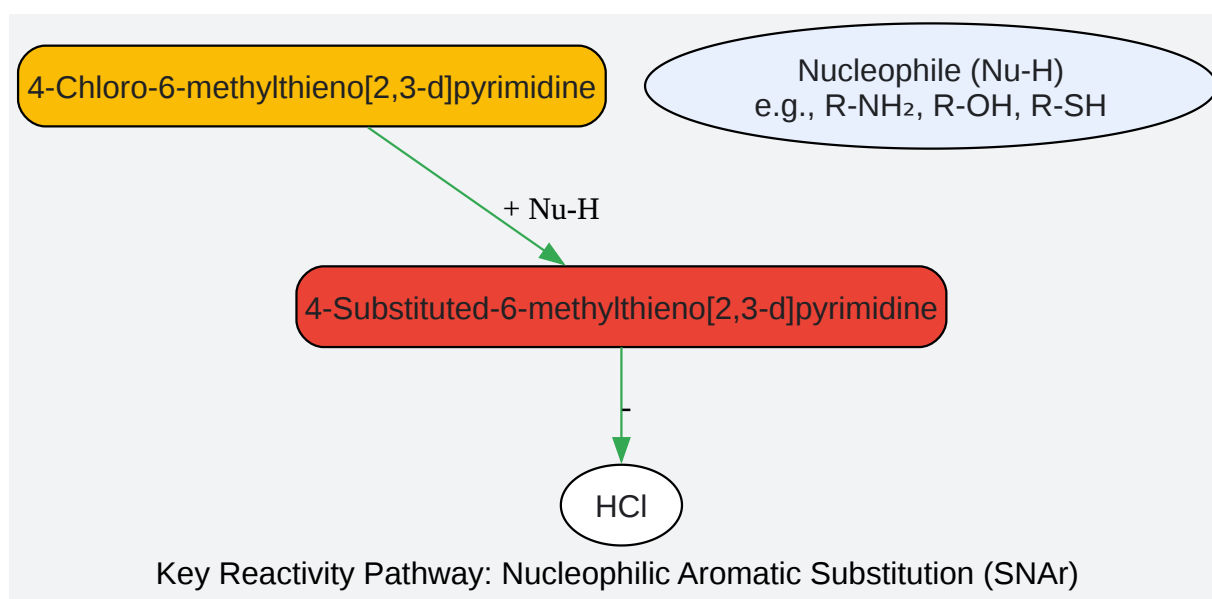 4-Chloro-6-methylthieno[2,3-d]pyrimidine
Nucleophile (Nu-H)
e.g., R-NH₂, R-OH, R-SH
+ Nu-H
4-Substituted-6-methylthieno[2,3-d]pyrimidine
-
HCl
Key Reactivity Pathway: Nucleophilic Aromatic Substitution (SNAr)